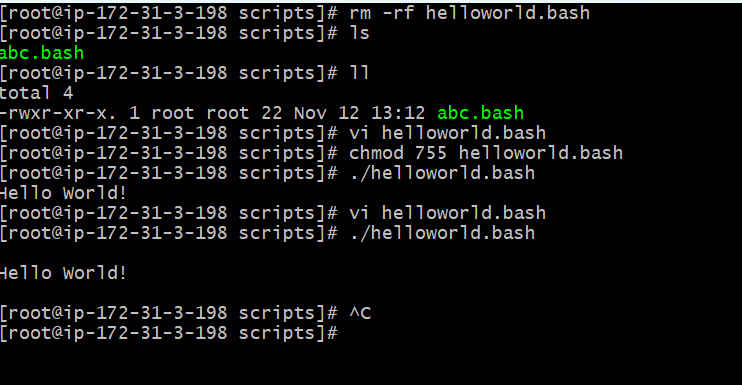 [root@ip-172-31-3-198 scripts]# rm -rf helloworld.bash
[root@ip-172-31-3-198 scripts]# ls
abc.bash
[root@ip-172-31-3-198 scripts]# ll
total 4
-rwxr-xr-x. 1 root root 22 Nov 12 13:12 abc.bash
[root@ip-172-31-3-198 scripts]# vi helloworld.bash
[root@ip-172-31-3-198 scripts]# chmod 755 helloworld.bash
[root@ip-172-31-3-198 scripts]# ./helloworld.bash
Hello World!
[root@ip-172-31-3-198 scripts]# vi helloworld.bash
[root@ip-172-31-3-198 scripts]# ./helloworld.bash
Hello World!
[root@ip-172-31-3-198 scripts]# ^C
[root@ip-172-31-3-198 scripts]#